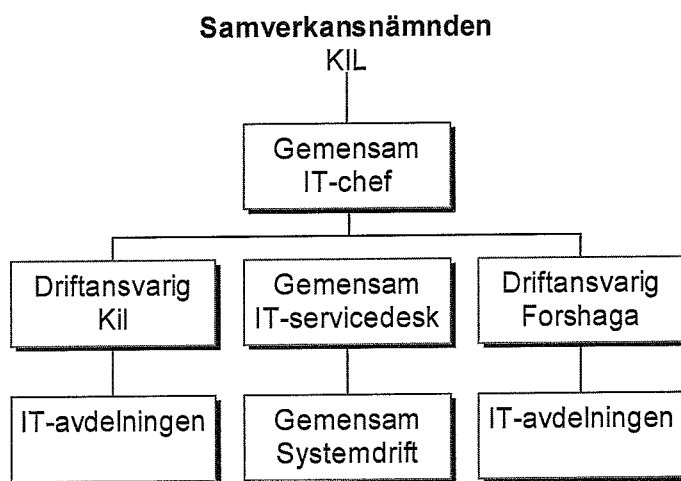 Samverkansnämnden
KIL
Gemensam
IT-chef
Driftansvarig
Kil
Gemensam
IT-servicedesk
Driftansvarig
Forshaga
IT-avdelningen
Gemensam
Systemdrift
IT-avdelningen